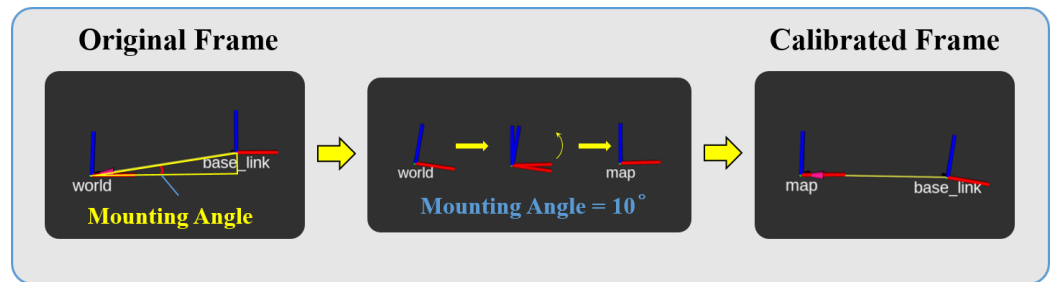 Original Frame
Calibrated Frame
base_link
world
Mounting Angle
world
map
Mounting Angle = 10°
map
base_link